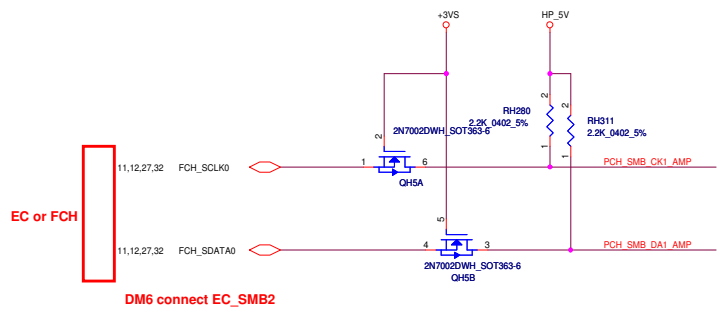 +3VS
HP_5V
2
RH280
2.2K_0402_5%
2
RH311
2.2K_0402_5%
1
1
2
2N7002DWH_SOT363-6
11,12,27,32
FCH_SCLK0
1
6
PCH_SMB_CK1_AMP
QH5A
EC or FCH
5
11,12,27,32
FCH_SDATA0
4
3
PCH_SMB_DA1_AMP
2N7002DWH_SOT363-6
QH5B
DM6 connect EC_SMB2